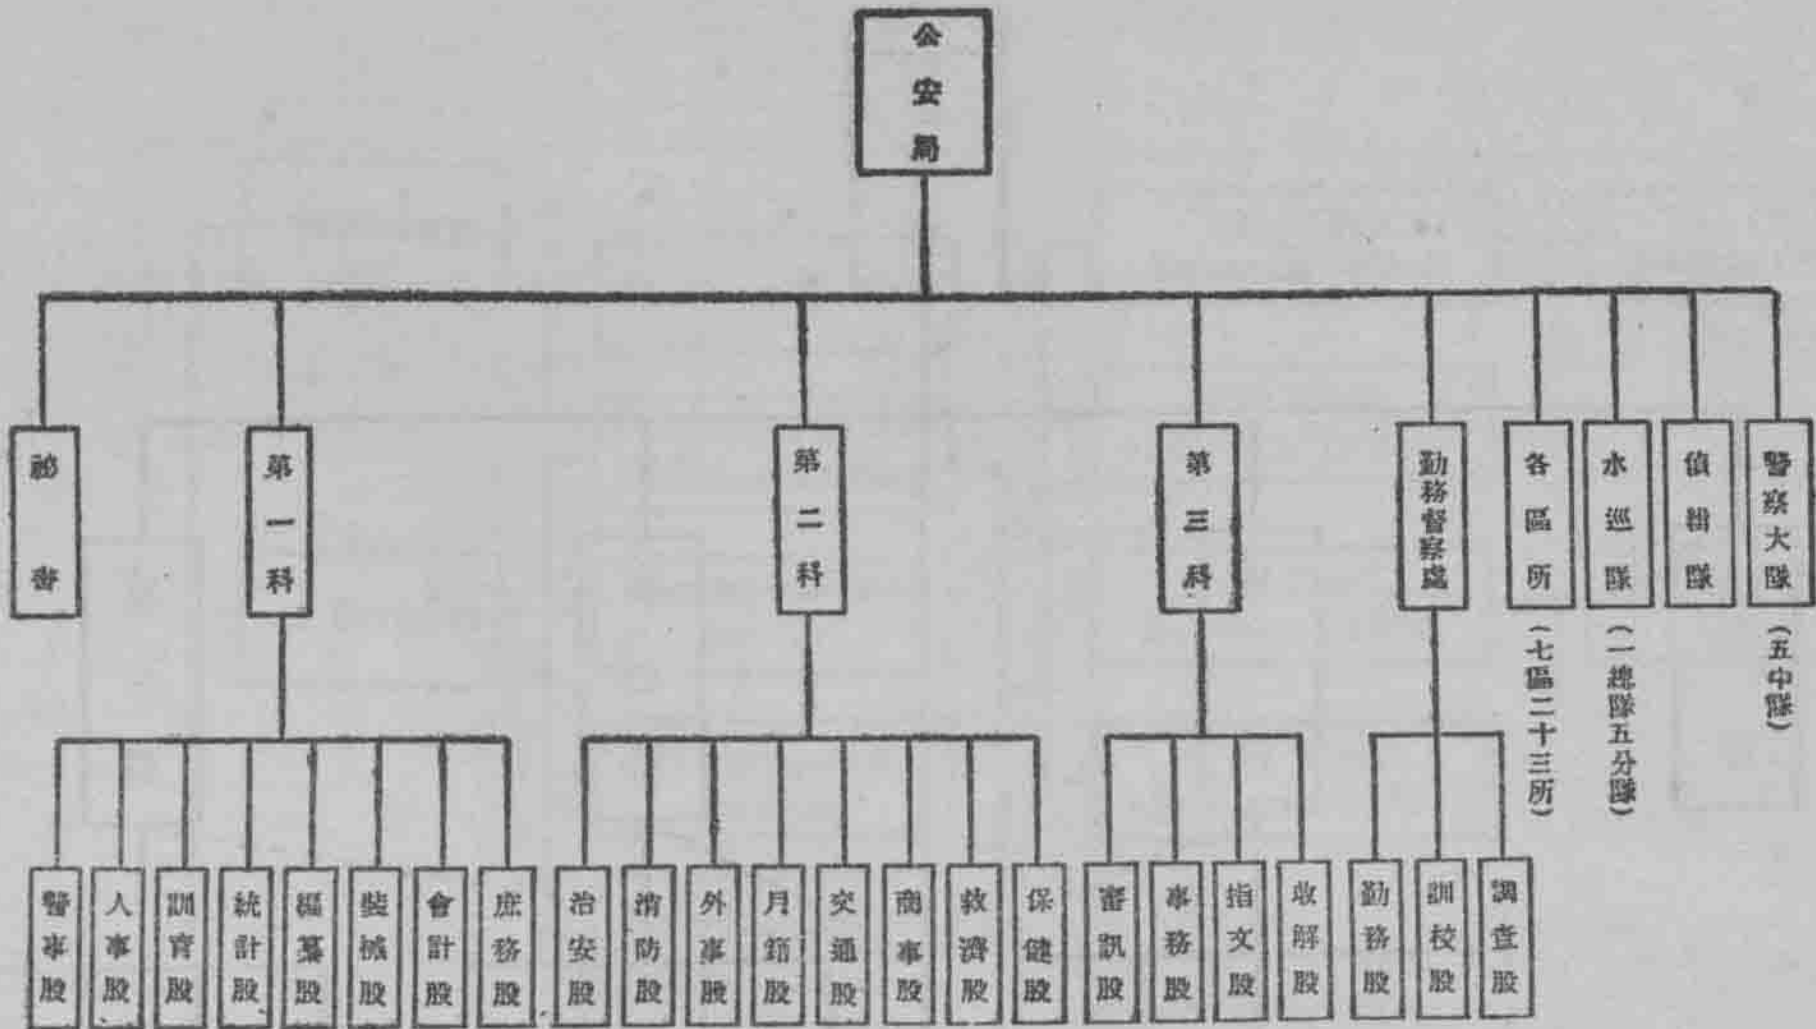 公安局
祕書
第一科
第二科
第三科
勤務督察處
各區所
(七區二十三所)
水巡隊
(一總隊五分隊)
偵緝隊
警察大隊
(五中隊)
警事股
人事股
訓育股
統計股
編纂股
裝械股
會計股
庶務股
治安股
消防股
外事股
戶籍股
交通股
商事股
救濟股
保健股
審訊股
事務股
指文股
收解股
勤務股
訓校股
調查股